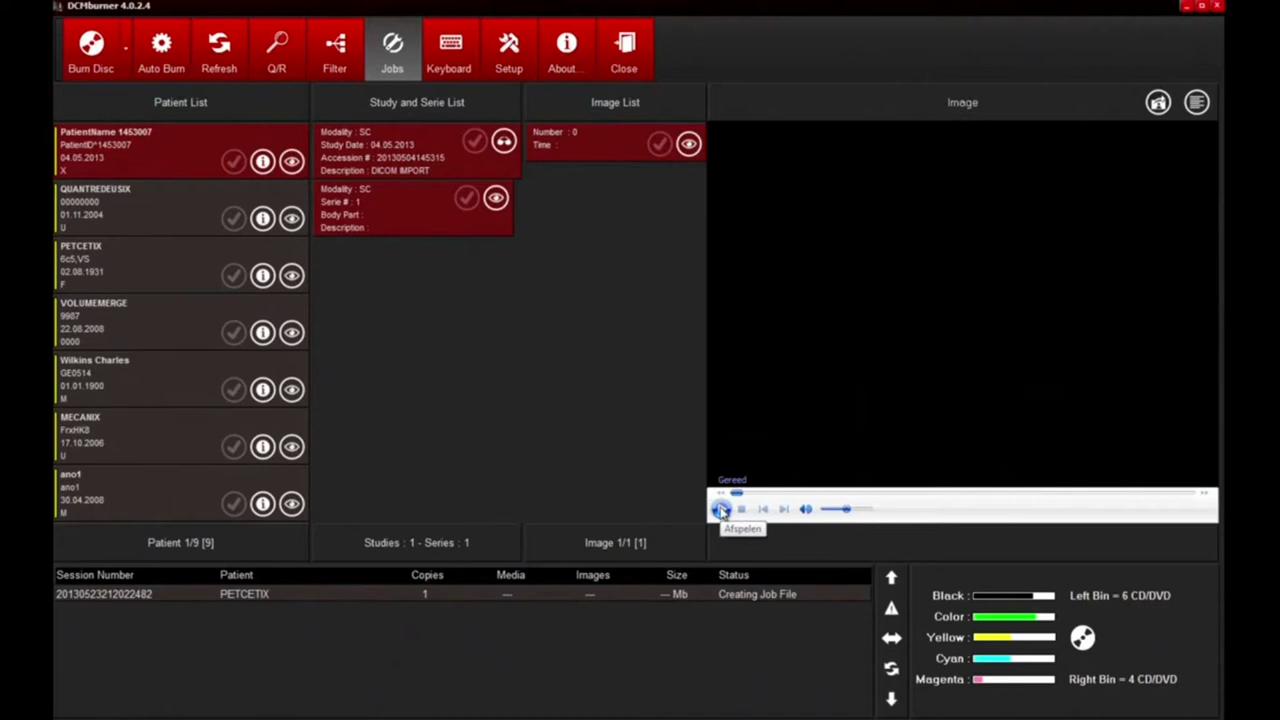 DCMburner 4.0.2.4
Burn Disc
Auto Burn
Refresh
Q/R
Filter
Jobs
Keyboard
Setup
About...
Close
Patient List
Study and Serie List
Image List
Image
PatientName 1453007
PatientID^1453007
04.05.2013
X
QUANTREDEUSIX
00000000
01.11.2004
U
PETCETIX
6c5,VS
02.08.1931
F
VOLUMEMERGE
9987
22.08.2008
0000
Wilkins Charles
GE0514
01.01.1900
M
MECANIX
FrxHK8
17.10.2006
U
ano1
ano1
30.04.2008
M
Modality : SC
Study Date : 04.05.2013
Accession # : 20130504145315
Description : DICOM IMPORT
Modality : SC
Serie # : 1
Body Part :
Description :
Number : 0
Time :
Gereed
Afspelen
Patient 1/9 [9]
Studies : 1 - Series : 1
Image 1/1 [1]
Session Number Patient Copies Media Images Size Status
20130523212022482 PETCETIX 1 --- --- --- Mb Creating Job File
Black : Left Bin = 6 CD/DVD
Color :
Yellow :
Cyan :
Magenta : Right Bin = 4 CD/DVD